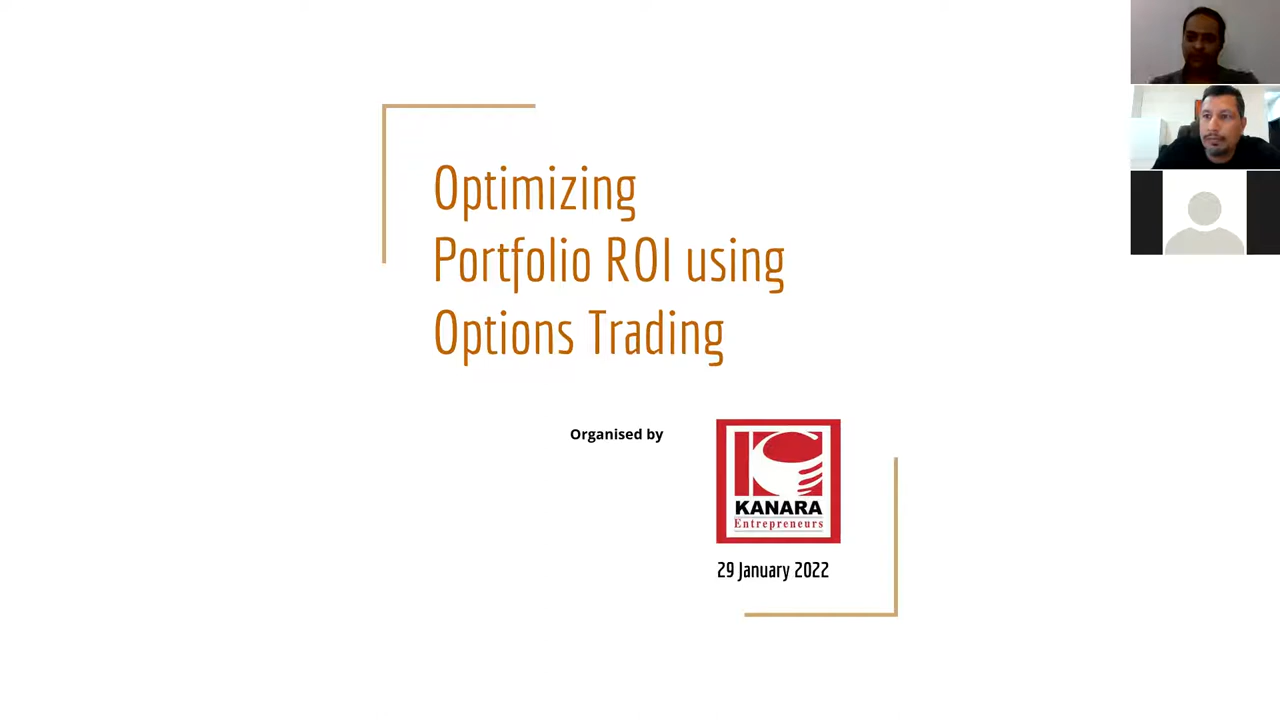 Optimizing
Portfolio ROI using
Options Trading
Organised by
KANARA
Entrepreneurs
29 January 2022